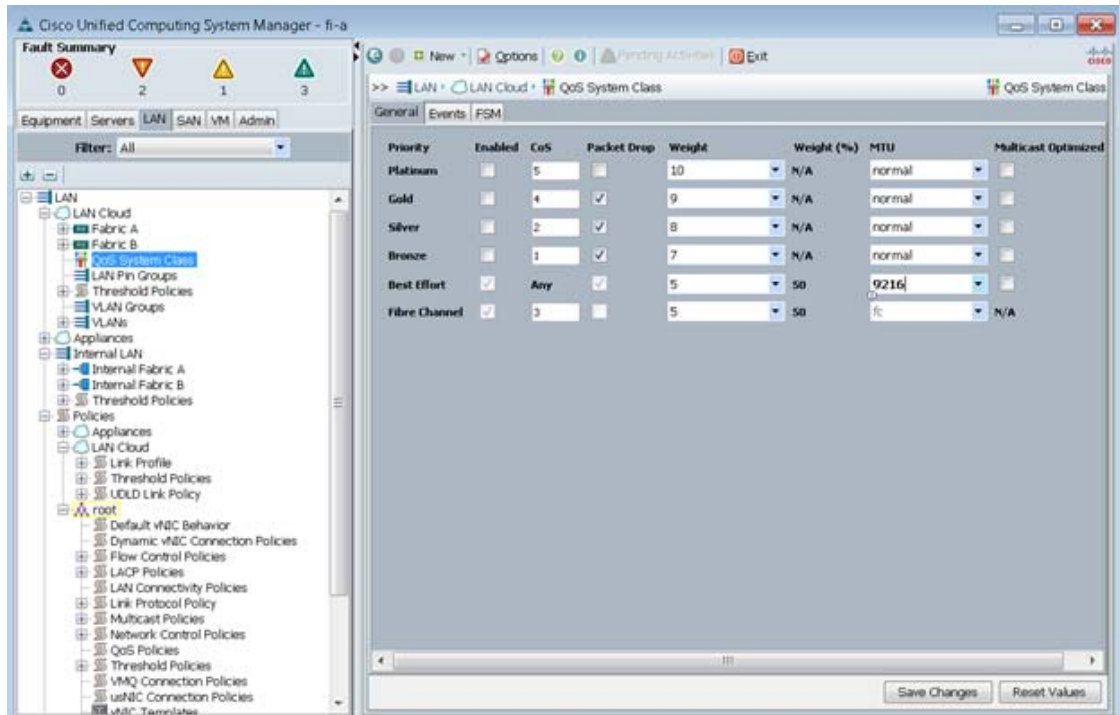 Cisco Unified Computing System Manager - fi-a
Fault Summary
0 2 1 3
Equipment Servers LAN SAN VM Admin
Filter: All
LAN
LAN Cloud
Fabric A
Fabric B
QoS System Class
LAN Pin Groups
Threshold Policies
VLAN Groups
VLANs
Appliances
Internal LAN
Internal Fabric A
Internal Fabric B
Threshold Policies
Policies
Appliances
LAN Cloud
Link Profile
Threshold Policies
UDLD Link Policy
root
Default vNIC Behavior
Dynamic vNIC Connection Policies
Flow Control Policies
LACP Policies
LAN Connectivity Policies
Link Protocol Policy
Multicast Policies
Network Control Policies
QoS Policies
Threshold Policies
VMQ Connection Policies
usNIC Connection Policies
vNIC Templates
New Options Pending Activities Exit
CISCO
>> LAN LAN Cloud QoS System Class QoS System Class
General Events FSM
Priority Enabled CoS Packet Drop Weight Weight (%) MTU Multicast Optimized
Platinum 5 10 N/A normal
Gold 4 9 N/A normal
Silver 2 8 N/A normal
Bronze 1 7 N/A normal
Best Effort Any 5 50 9216
Fibre Channel 3 5 50 fc N/A
Save Changes Reset Values